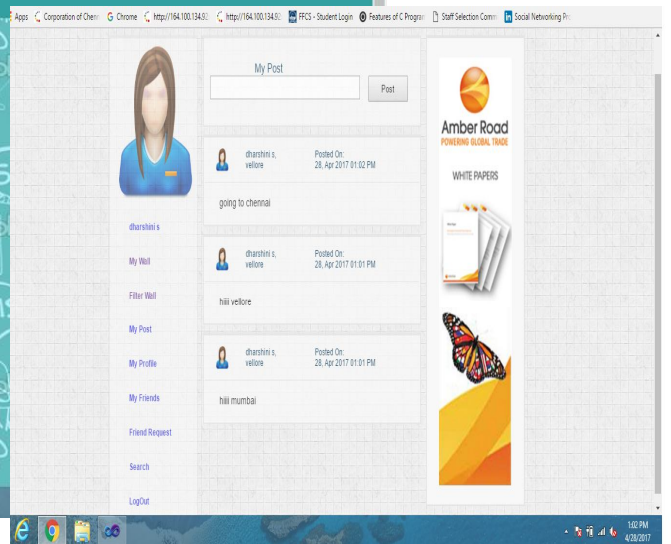 Apps Corporation of Chenn Chrome http://164.100.134.92 http://164.100.134.92 FFCS - Student Login Features of C Program Staff Selection Comm Social Networking Pro
My Post
Post
dharshini s,
vellore
Posted On:
28, Apr 2017 01:02 PM
going to chennai
dharshini s,
vellore
Posted On:
28, Apr 2017 01:01 PM
hiiii vellore
dharshini s,
vellore
Posted On:
28, Apr 2017 01:01 PM
hiiii mumbai
dharshini s
My Wall
Filter Wall
My Post
My Profile
My Friends
Friend Request
Search
LogOut
Amber Road
POWERING GLOBAL TRADE
WHITE PAPERS
1:02 PM
4/28/2017